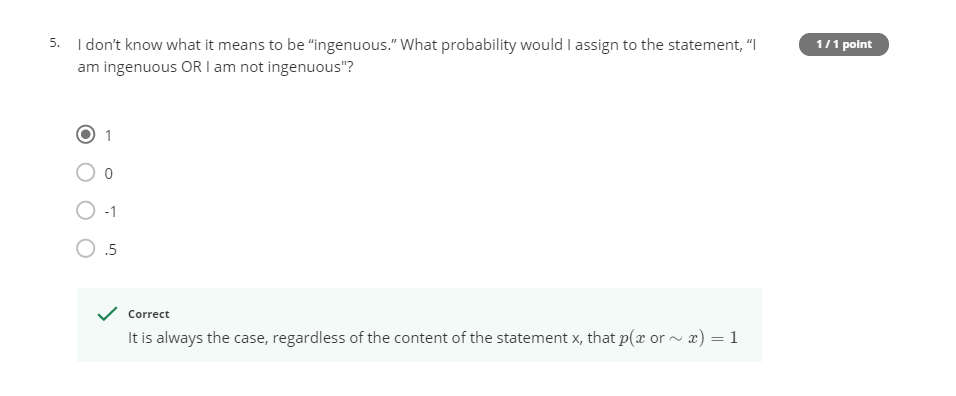 5. I don't know what it means to be “ingenuous.” What probability would I assign to the statement, “I
am ingenuous OR I am not ingenuous"?
1 / 1 point
1
0
-1
.5
Correct
It is always the case, regardless of the content of the statement x, that p(x or ∼ x) = 1